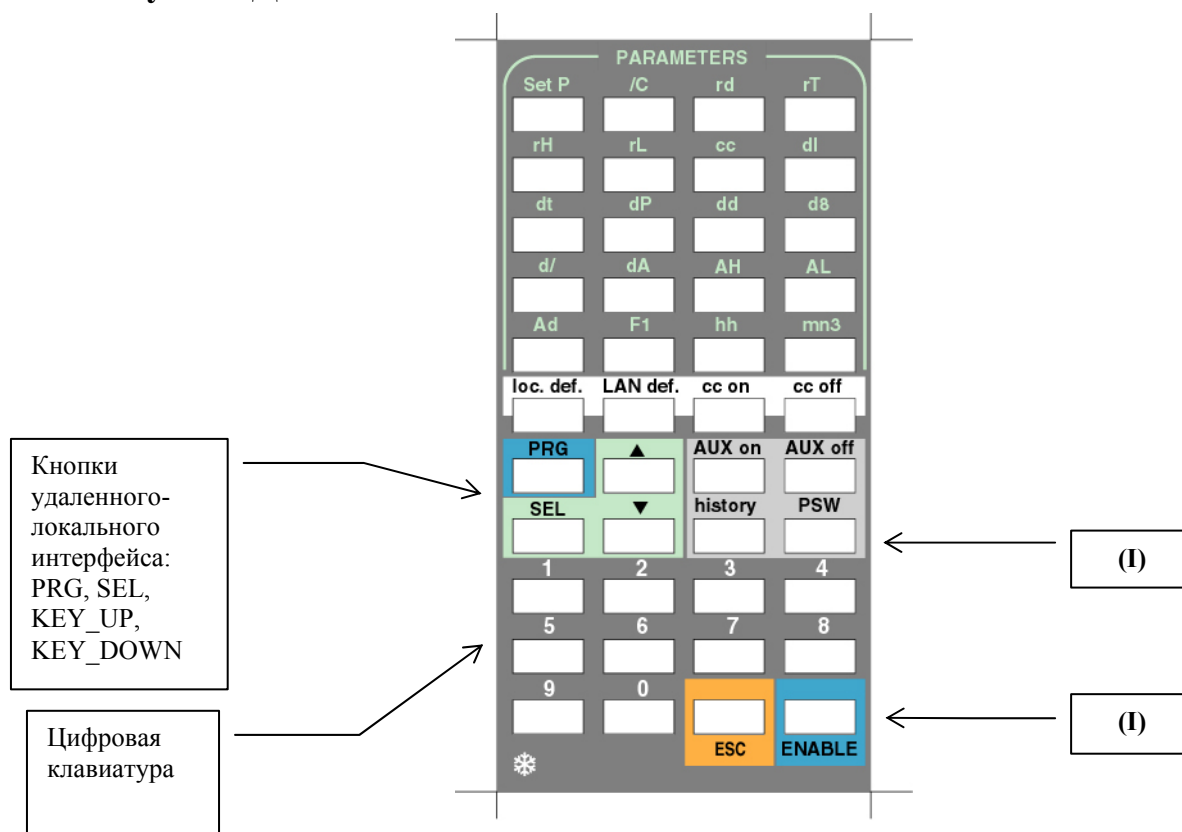 PARAMETERS
Set P /C rd rT
rH rL cc dI
dt dP dd d8
d/ dA AH AL
Ad F1 hh mn3
loc. def. LAN def. cc on cc off
PRG ▲ AUX on AUX off
SEL ▼ history PSW
1 2 3 4
5 6 7 8
9 0
ESC ENABLE
Кнопки
удаленного-
локального
интерфейса:
PRG, SEL,
KEY_UP,
KEY_DOWN
Цифровая
клавиатура
(I)
(I)